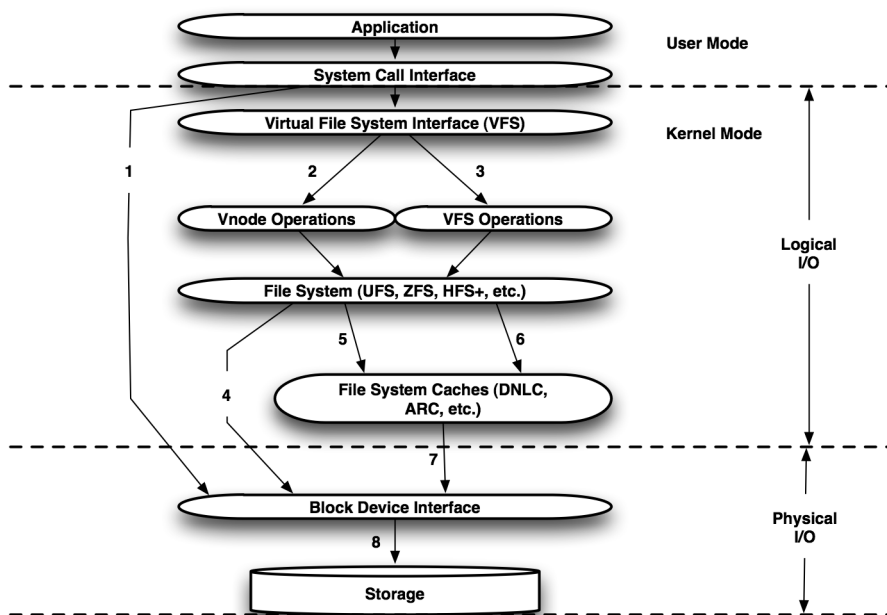 Application
User Mode
System Call Interface
Virtual File System Interface (VFS)
Kernel Mode
1
2
3
Vnode Operations
VFS Operations
Logical
I/O
File System (UFS, ZFS, HFS+, etc.)
5
6
4
File System Caches (DNLC,
ARC, etc.)
7
Block Device Interface
Physical
I/O
8
Storage